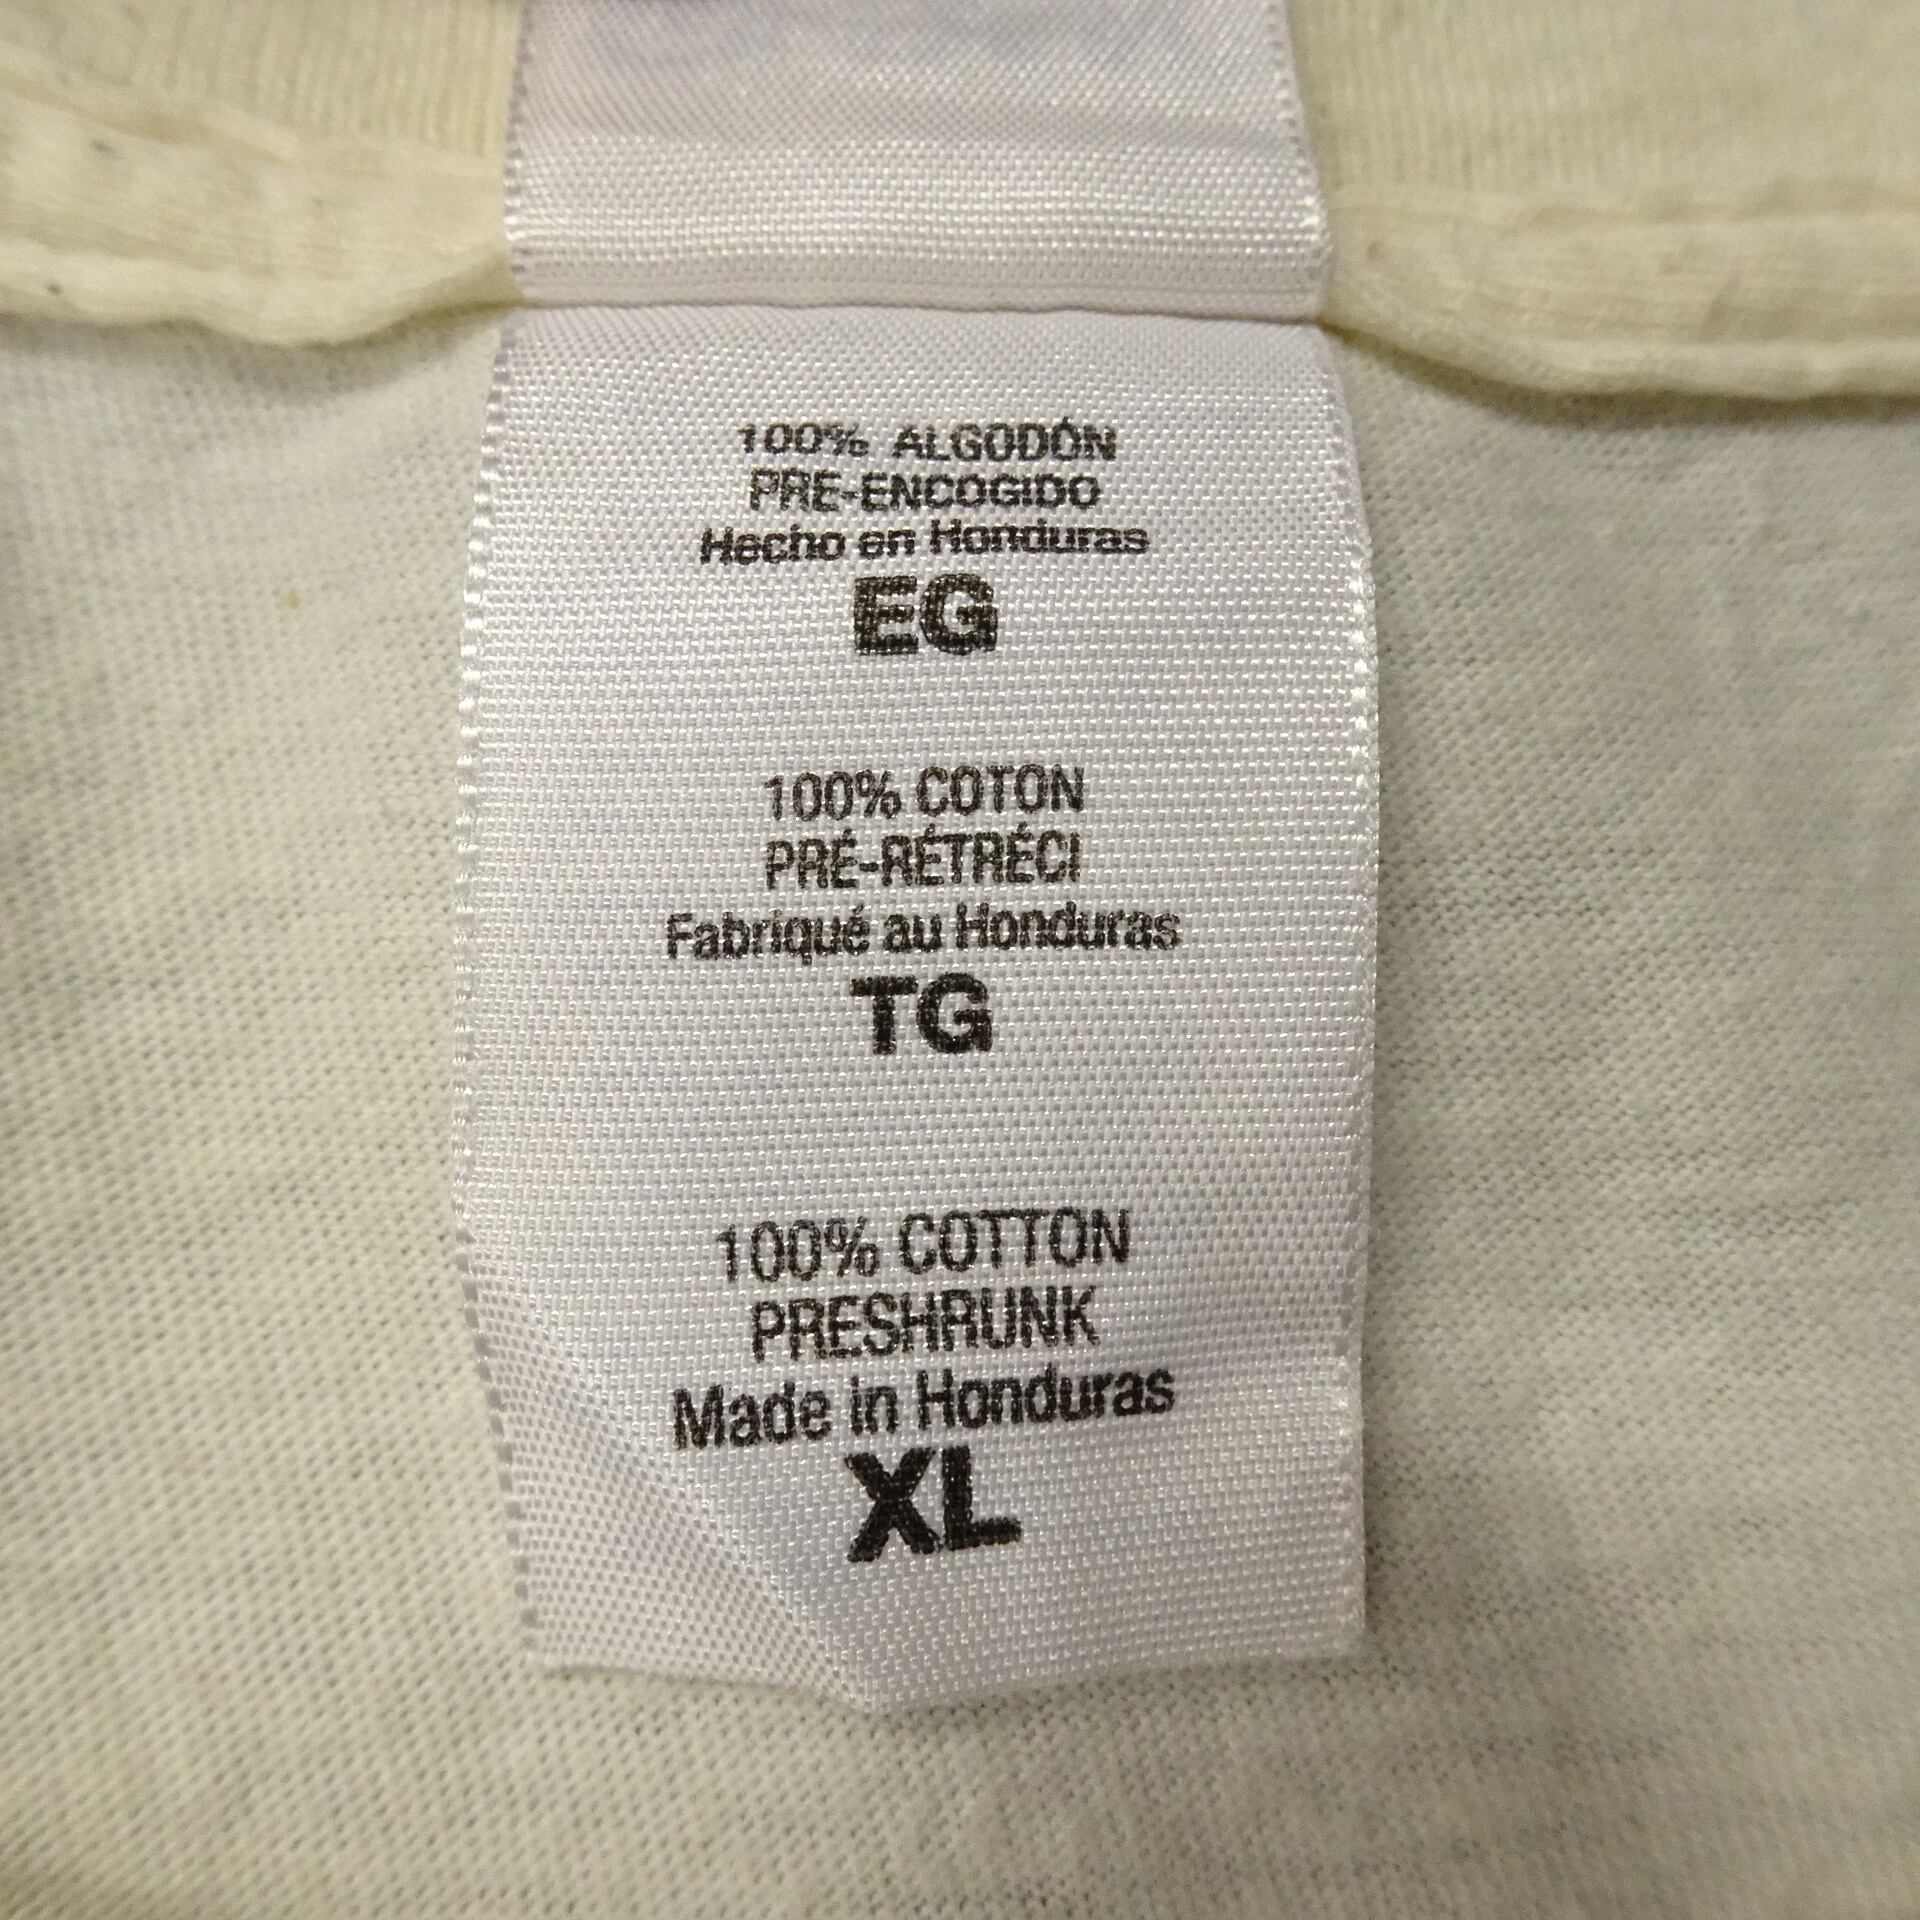 100% ALGODÓN
PRE-ENCOGIDO
Hecho en Honduras
EG
100% COTON
PRÉ-RÉTRÉCI
Fabriqué au Honduras
TG
100% COTTON
PRESHRUNK
Made in Honduras
XL